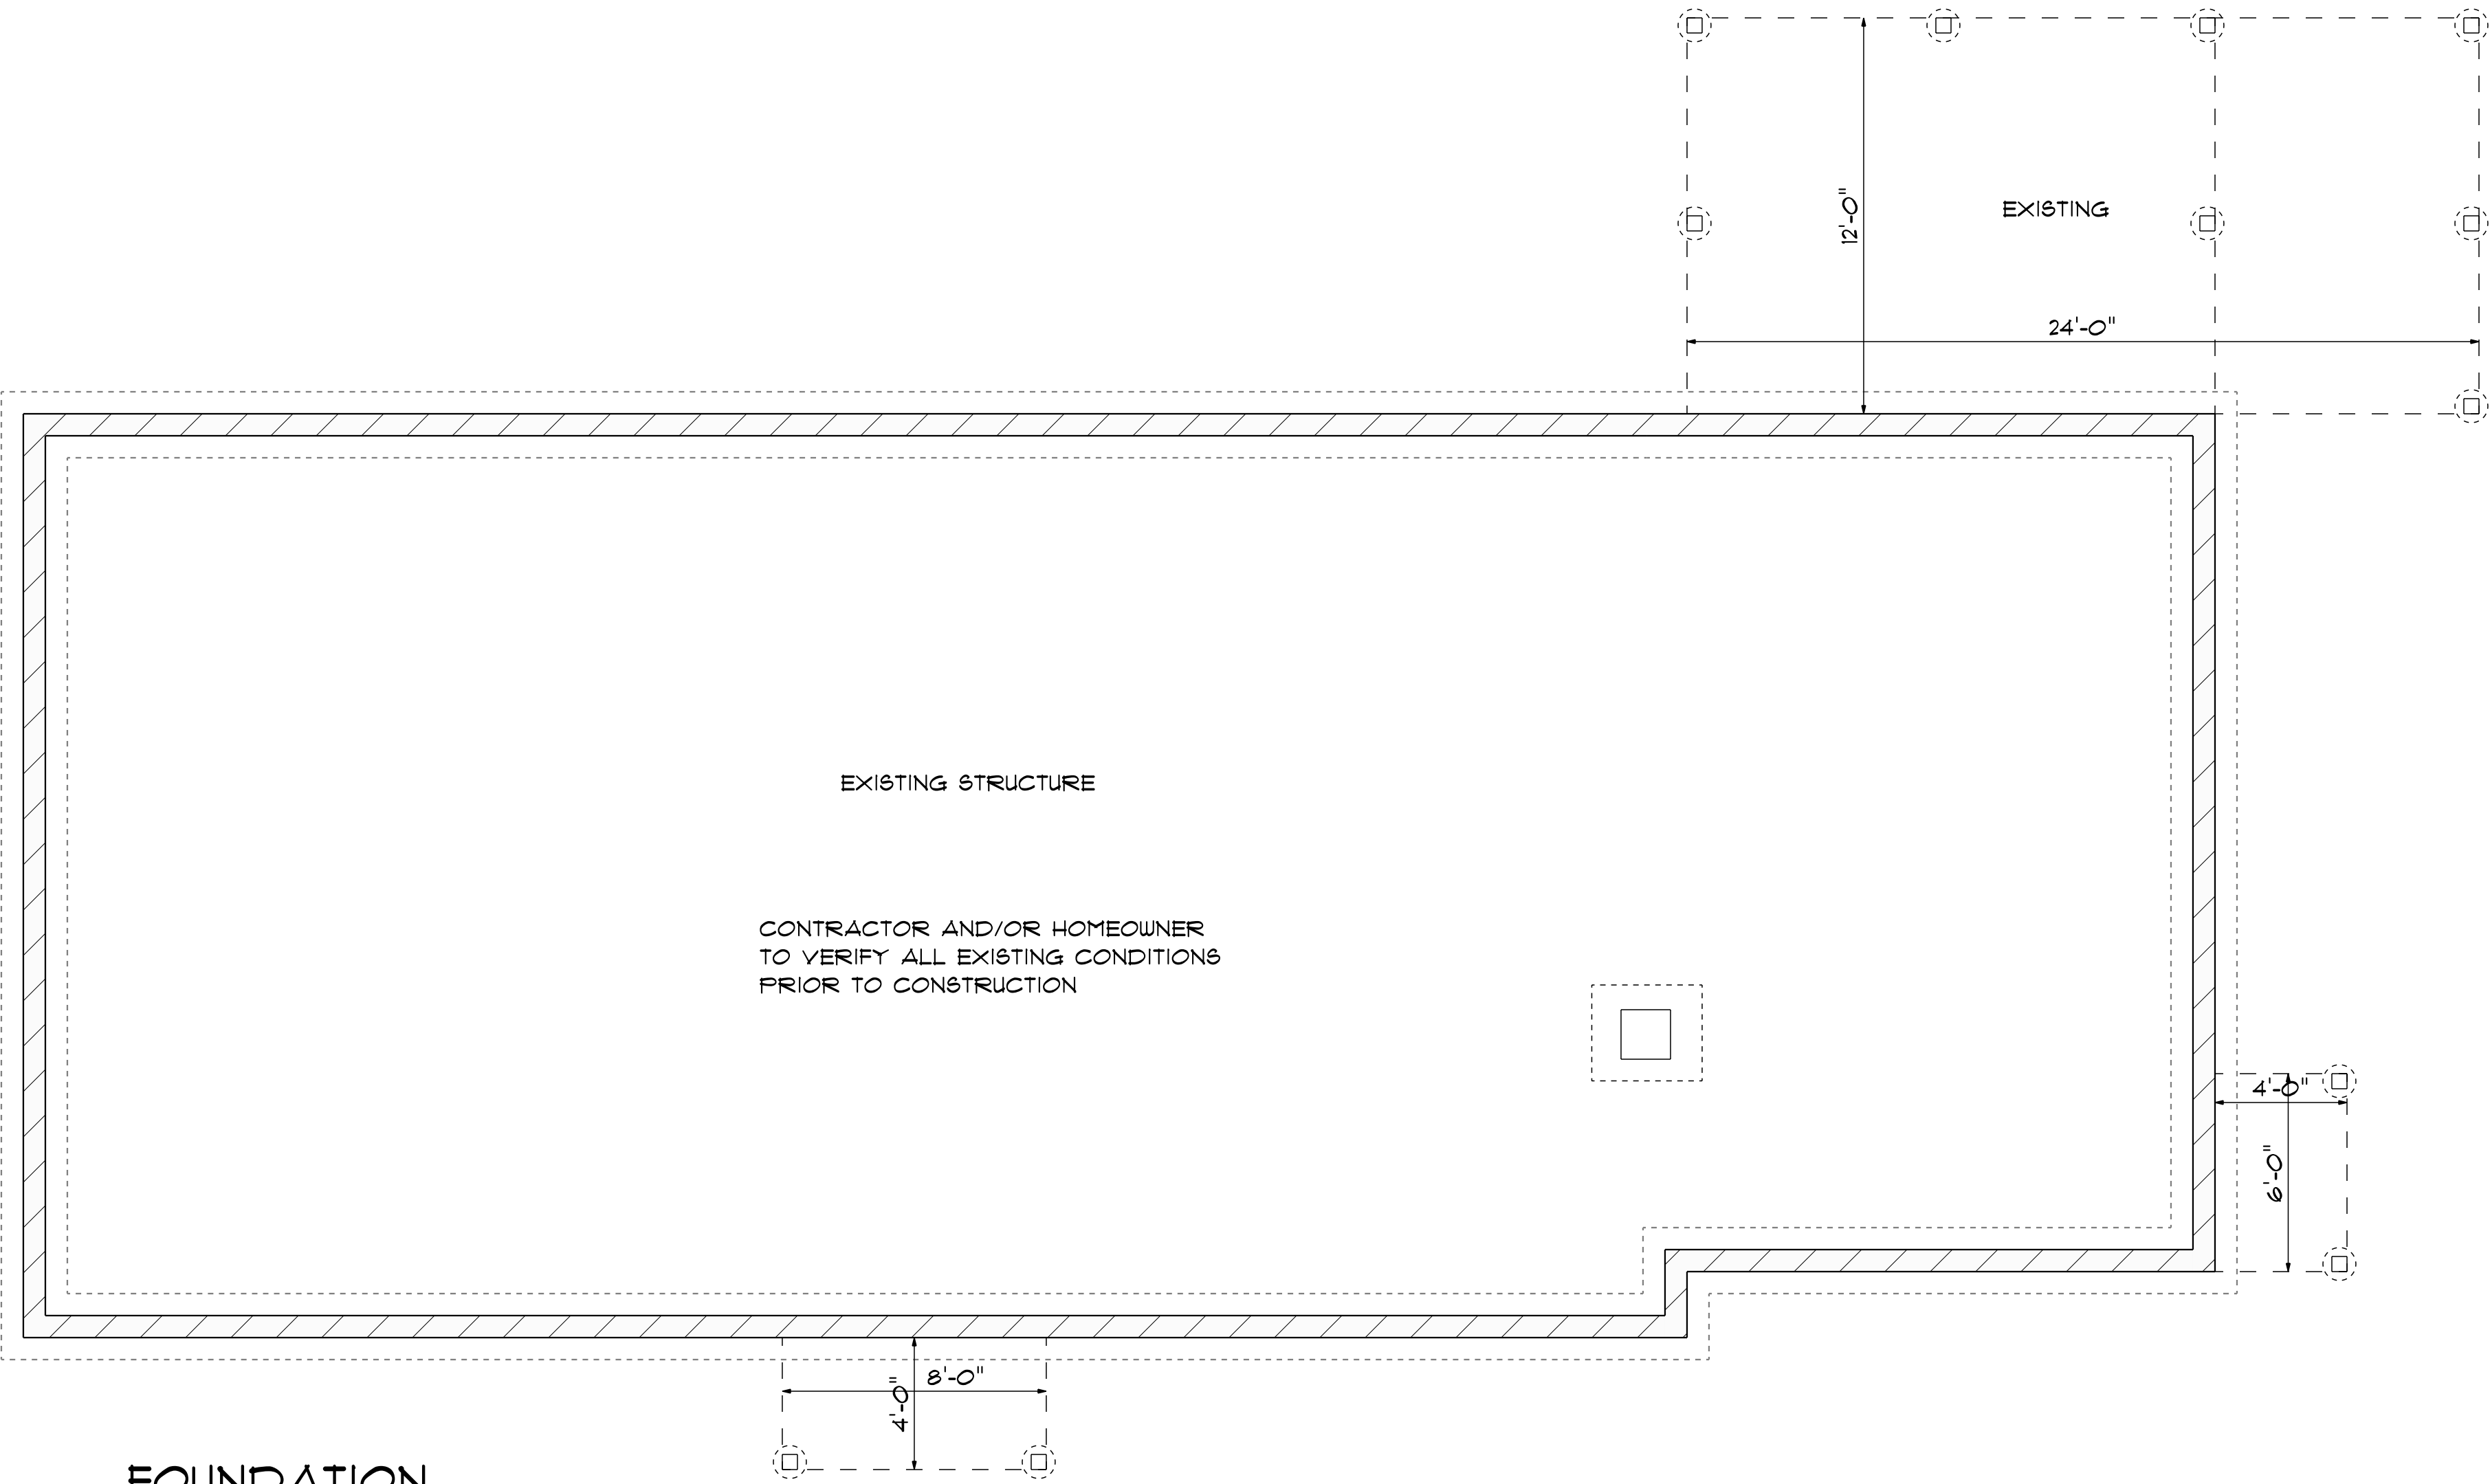 12'-0"
EXISTING
24'-0"
EXISTING STRUCTURE
CONTRACTOR AND/OR HOMEOWNER
TO VERIFY ALL EXISTING CONDITIONS
PRIOR TO CONSTRUCTION
4'-0"
6'-0"
8'-0"
4'-0"
FOUNDATION